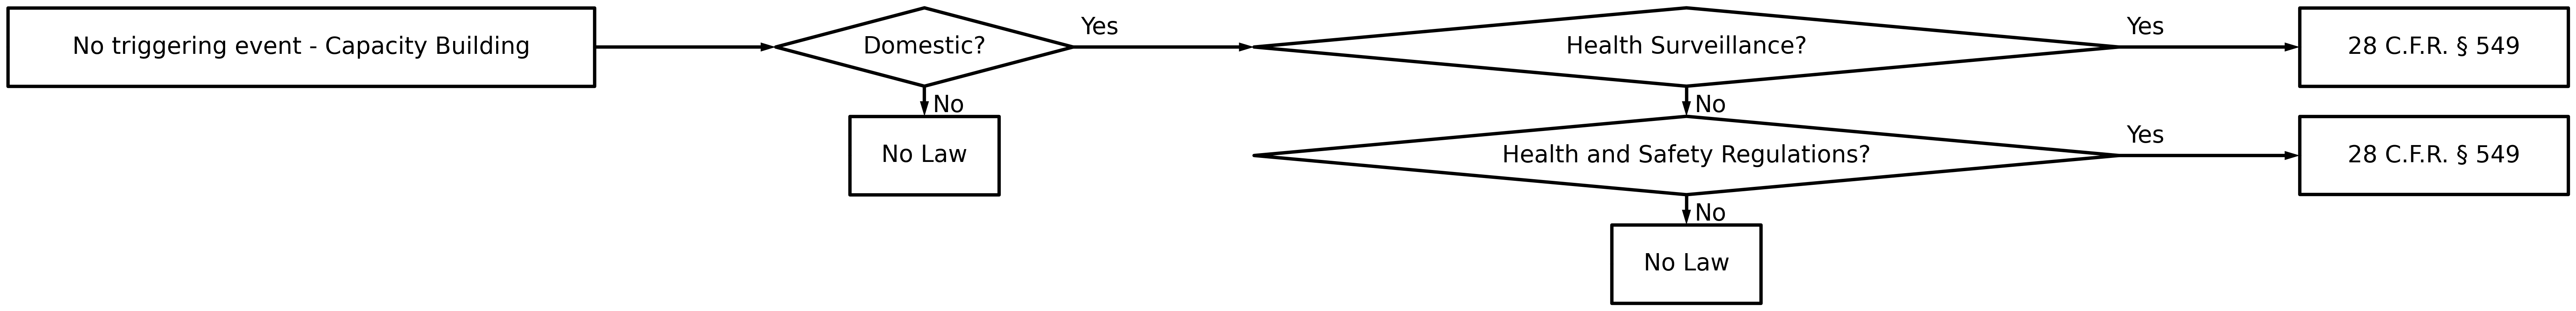 No triggering event - Capacity Building
Domestic?
Yes
Health Surveillance?
Yes
28 C.F.R. § 549
No
No
No Law
Health and Safety Regulations?
Yes
28 C.F.R. § 549
No
No Law